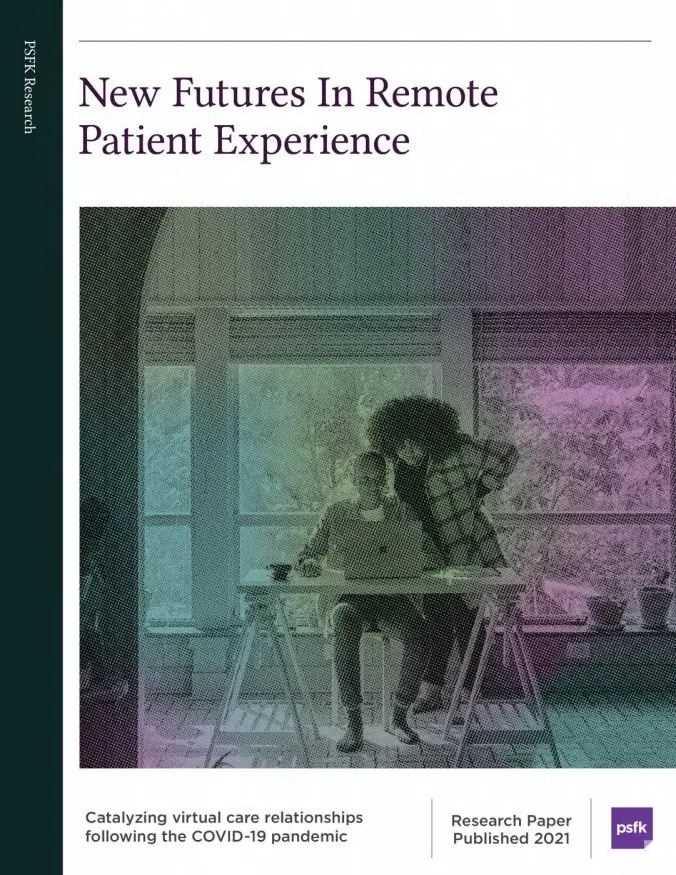 PSFK Research
New Futures In Remote
Patient Experience
Catalyzing virtual care relationships
following the COVID-19 pandemic
Research Paper
Published 2021
psfk